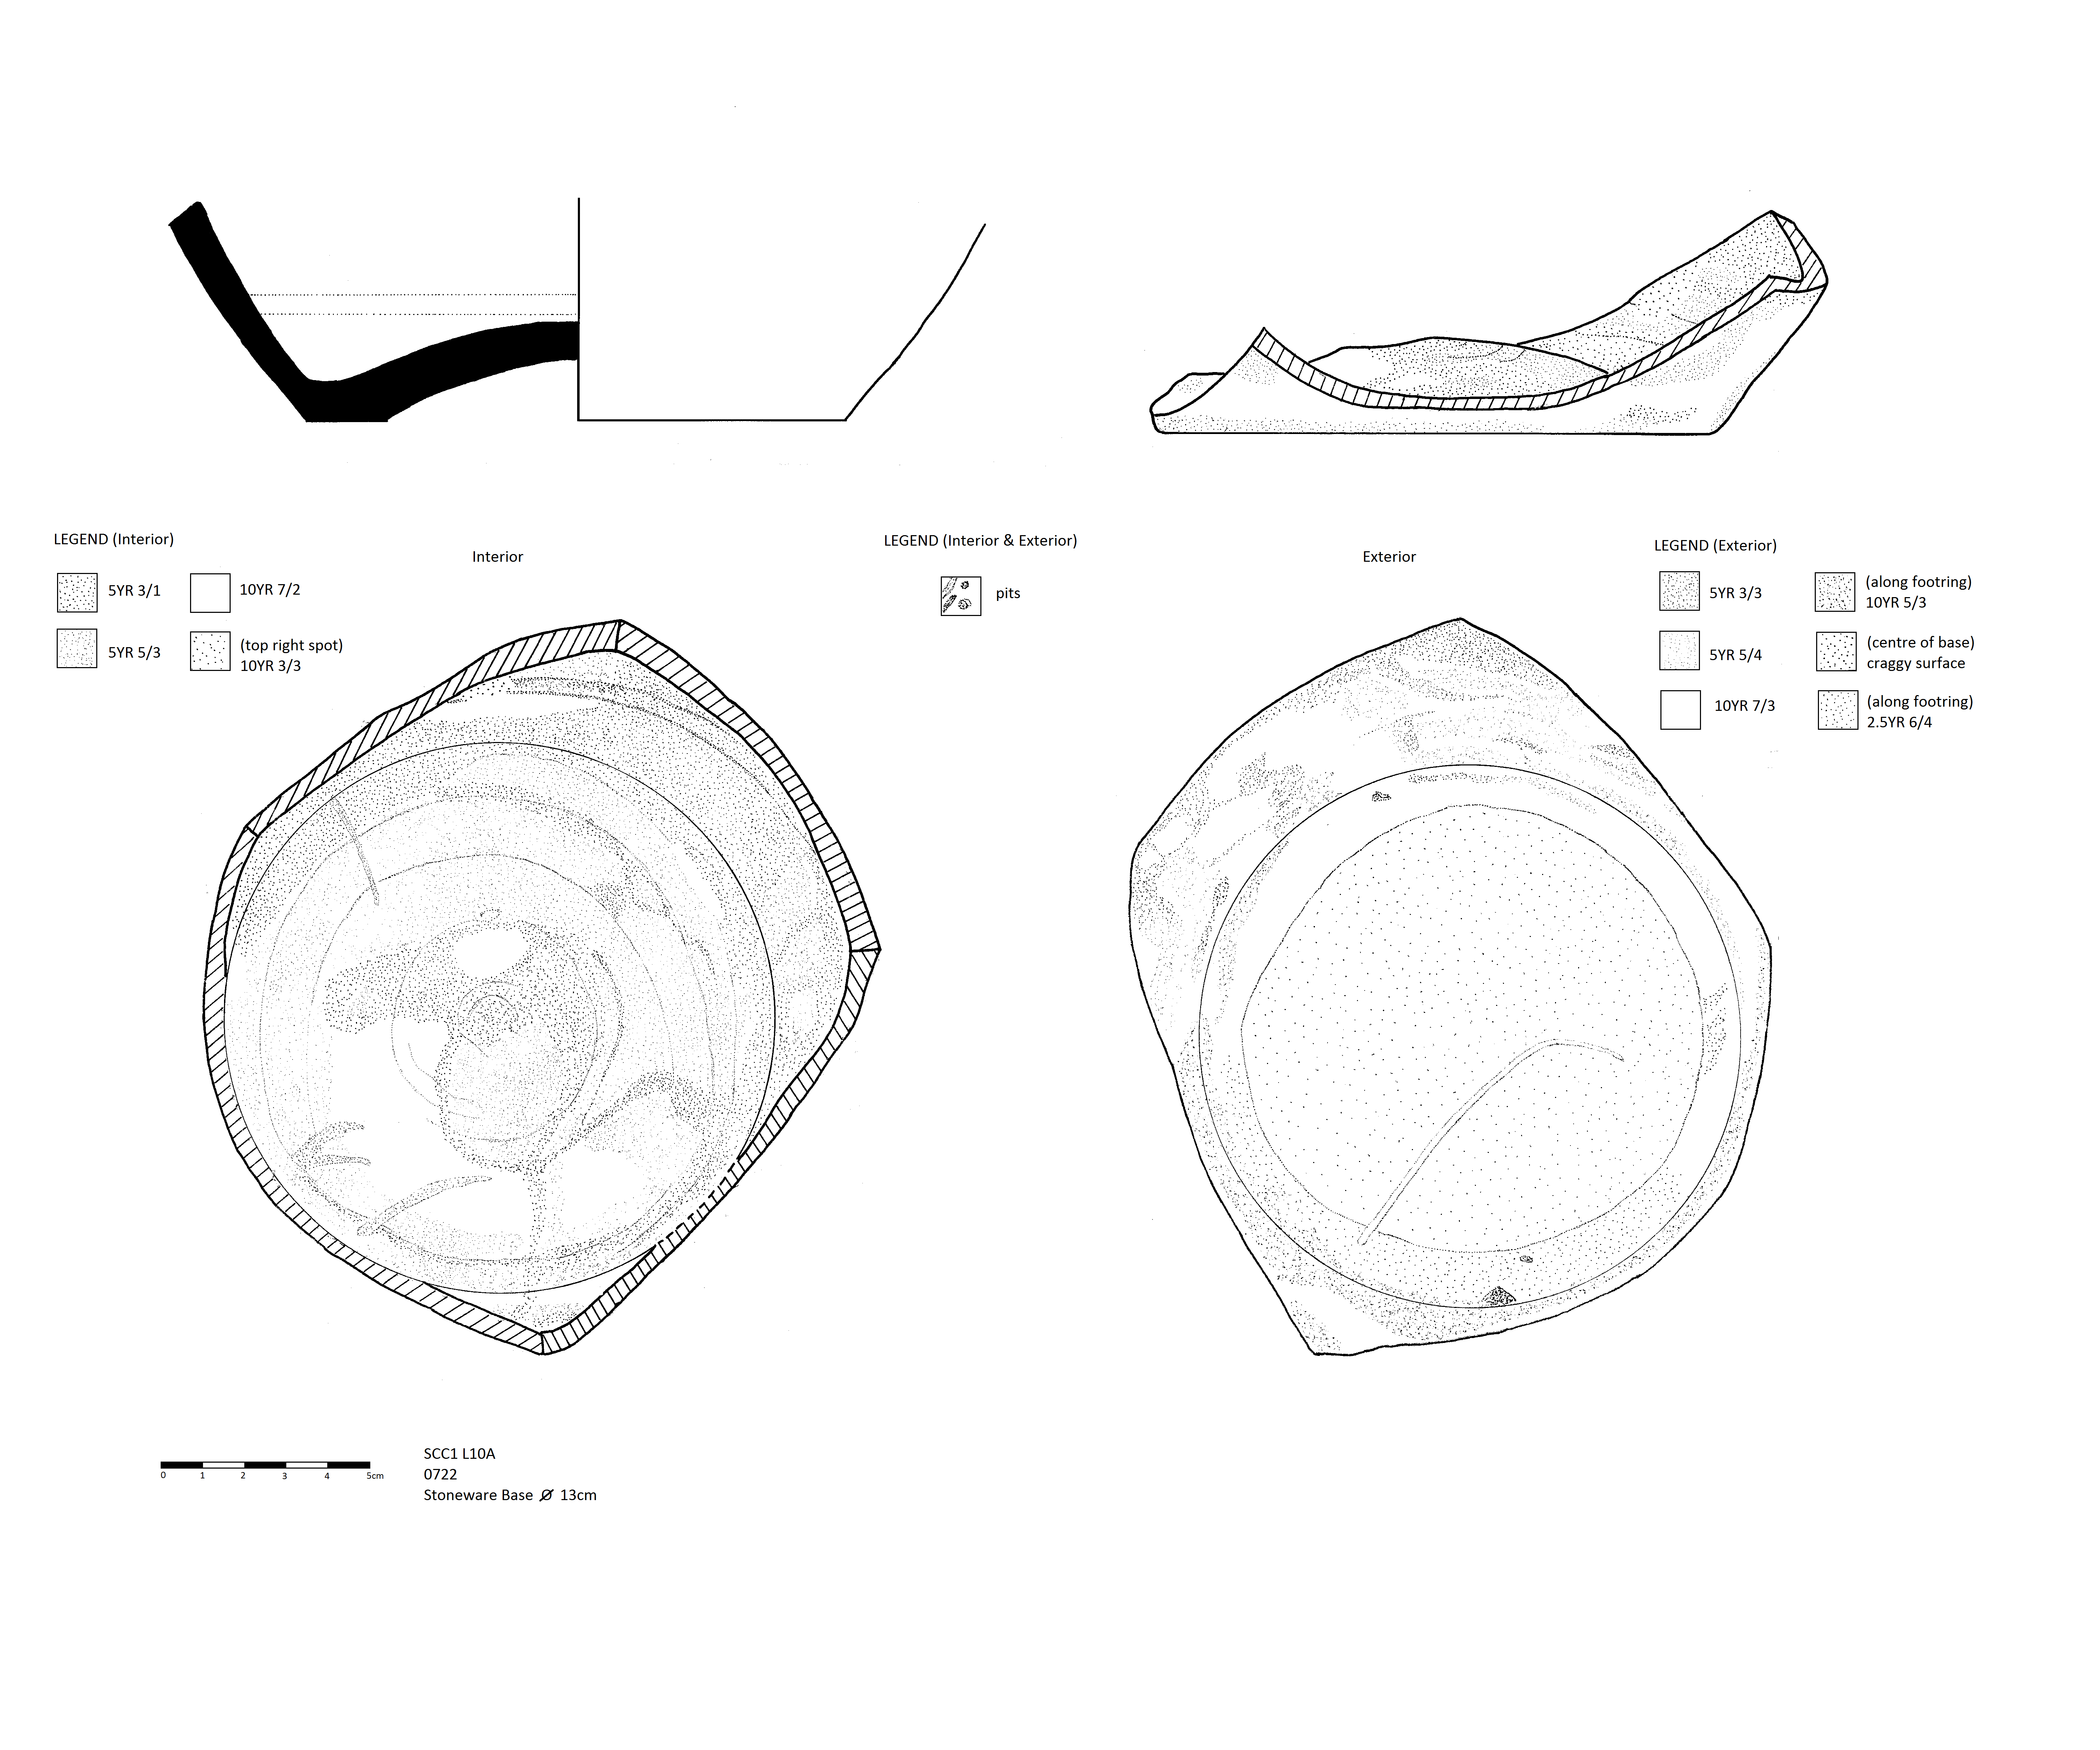 LEGEND (Interior)
5YR 3/1
10YR 7/2
5YR 5/3
(top right spot)
10YR 3/3
Interior
LEGEND (Interior & Exterior)
pits
Exterior
LEGEND (Exterior)
5YR 3/3
(along footring)
10YR 5/3
5YR 5/4
(centre of base)
craggy surface
10YR 7/3
(along footring)
2.5YR 6/4
0 1 2 3 4 5cm
SCC1 L10A
0722
Stoneware Base Ø 13cm